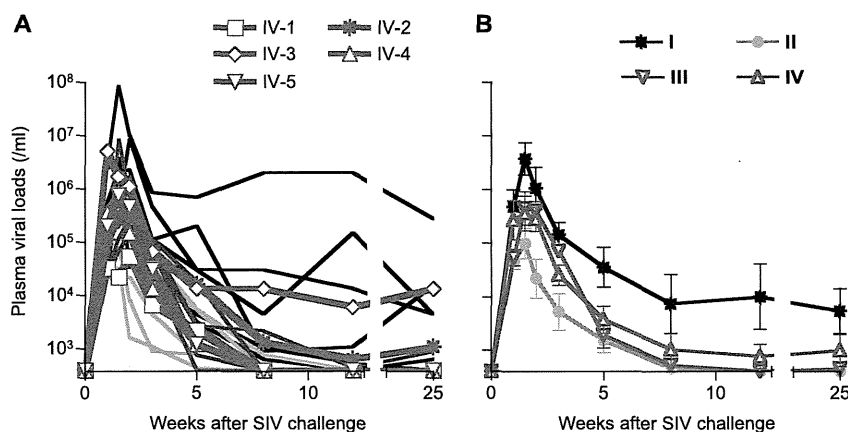 A
IV-1 IV-2
IV-3 IV-4
IV-5
Plasma viral loads (/ml)
10⁸
10⁷
10⁶
10⁵
10⁴
10³
0 5 10 25
Weeks after SIV challenge
B
I II
III IV
0 5 10 25
Weeks after SIV challenge